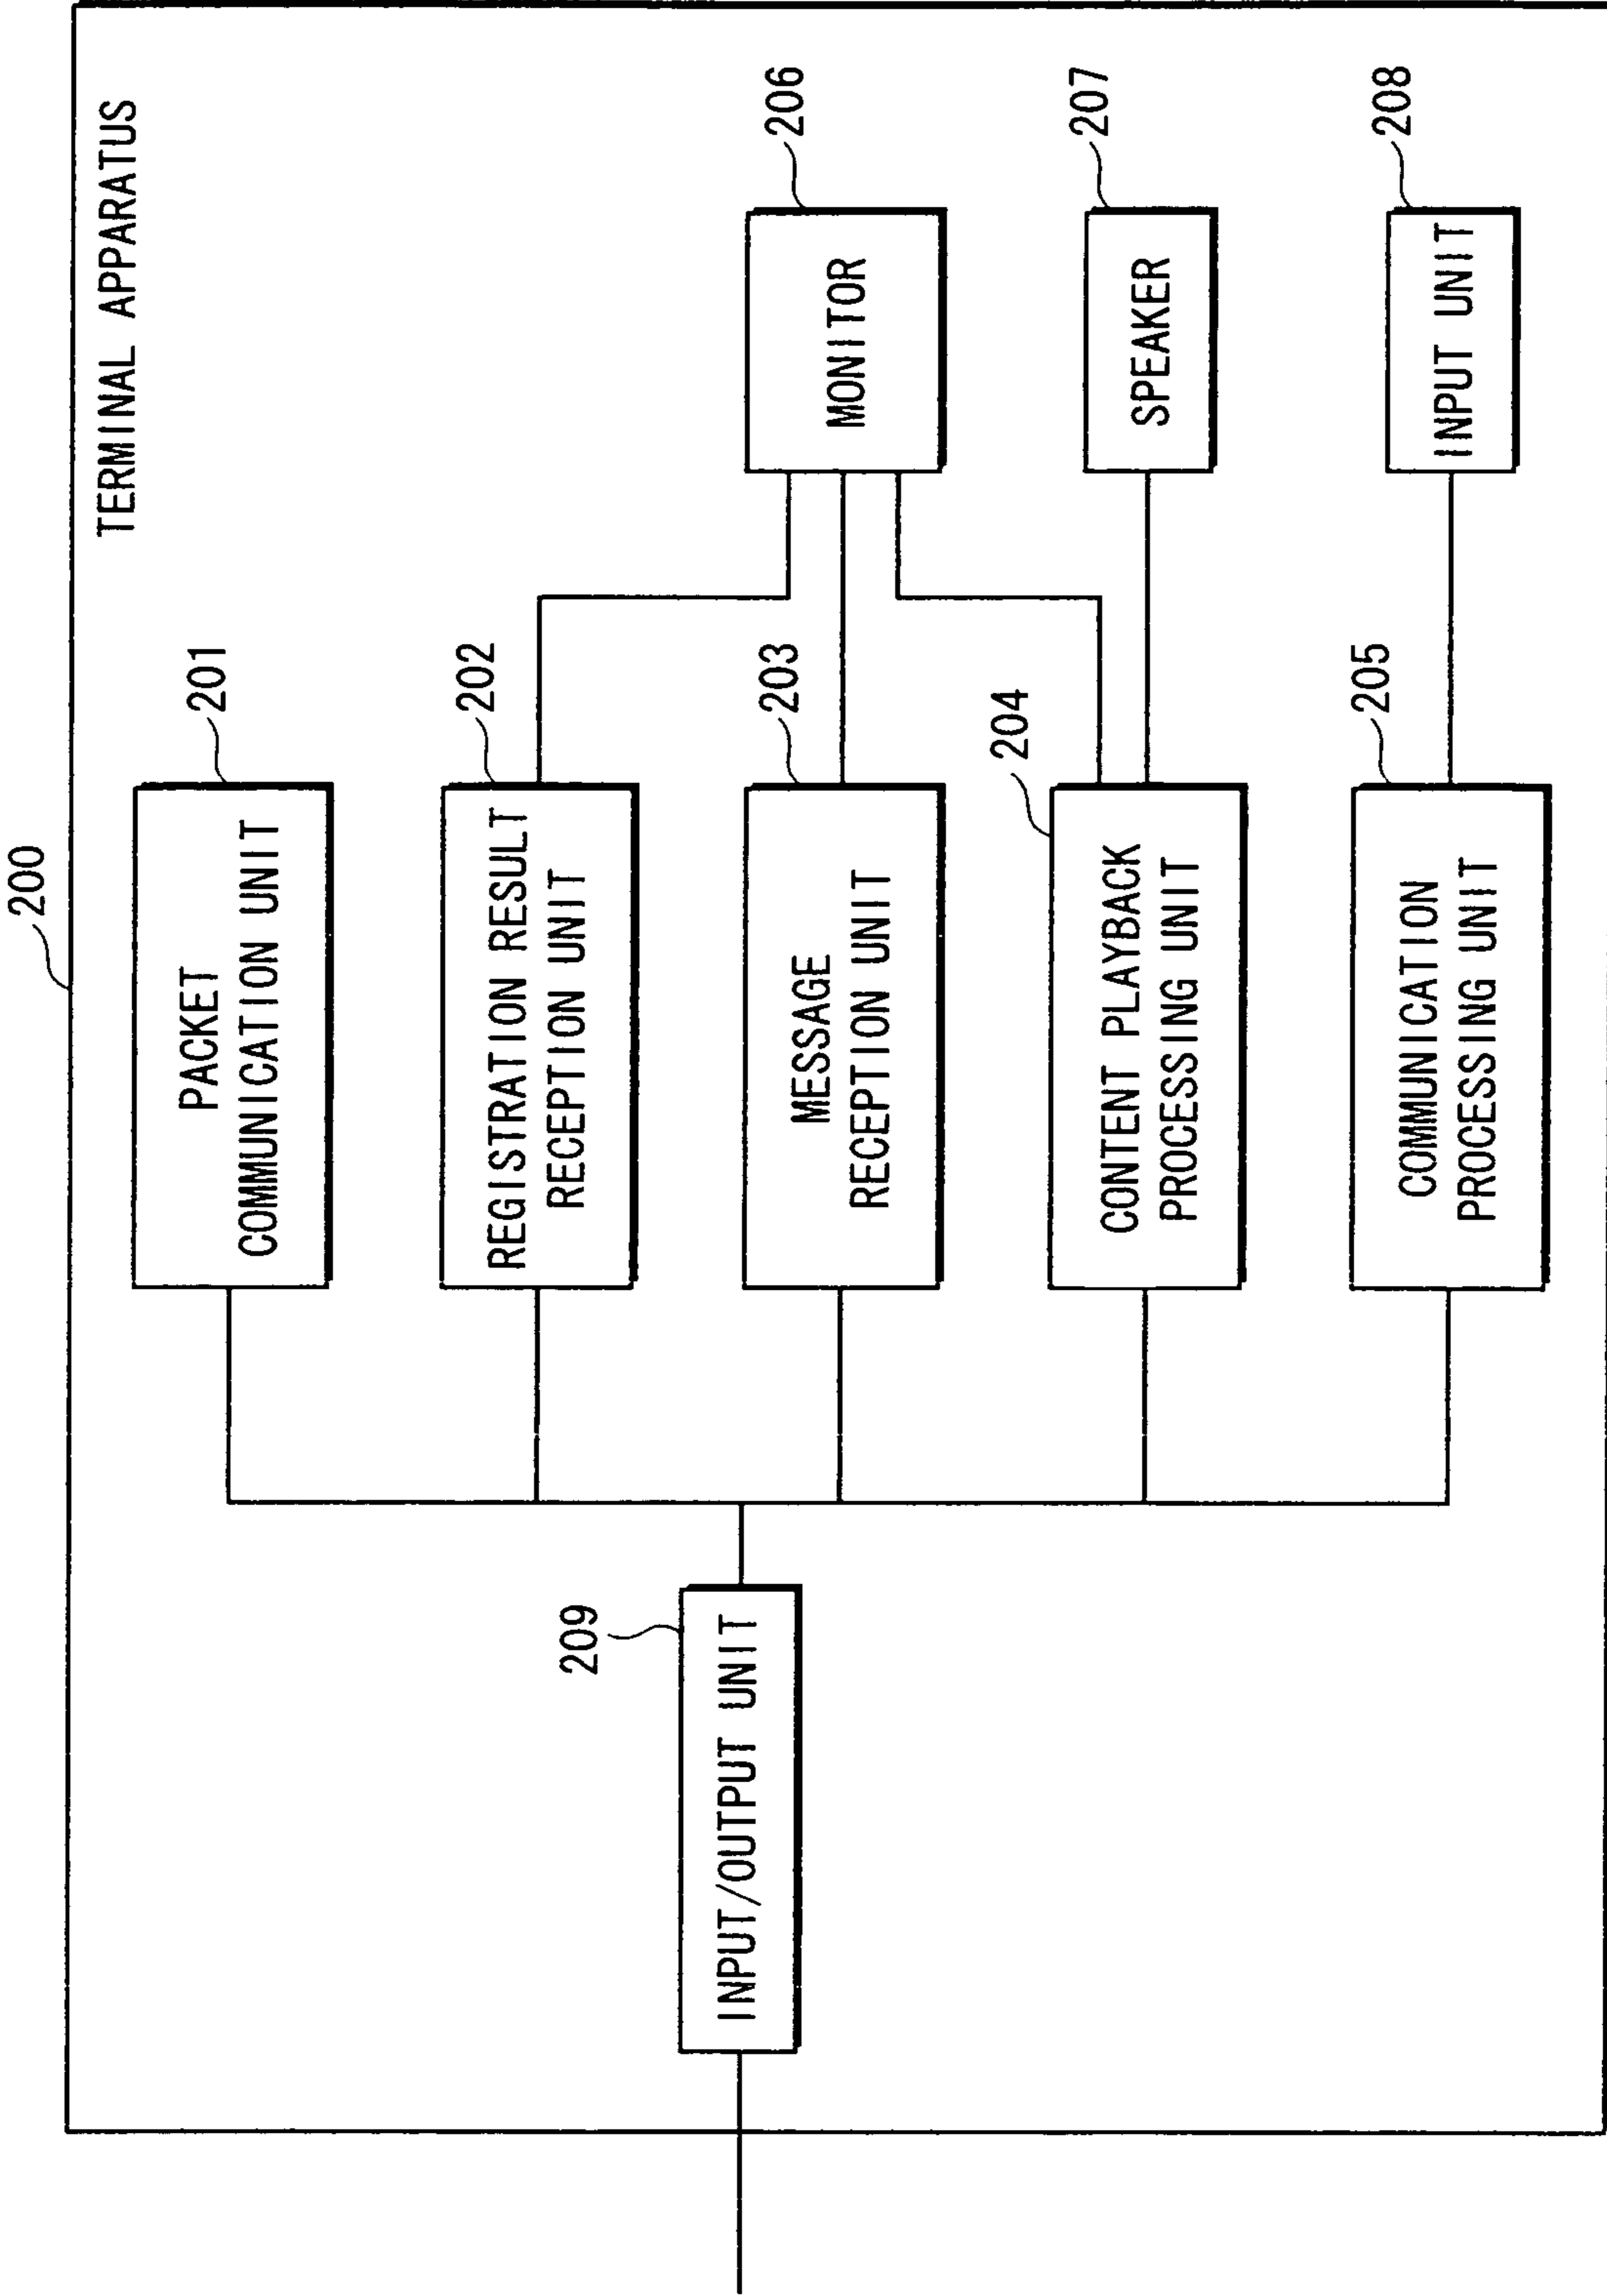 200
TERMINAL APPARATUS
201
PACKET
COMMUNICATION UNIT
202
REGISTRATION RESULT
RECEPTION UNIT
206
MONITOR
209
INPUT/OUTPUT UNIT
203
MESSAGE
RECEPTION UNIT
204
CONTENT PLAYBACK
PROCESSING UNIT
207
SPEAKER
205
COMMUNICATION
PROCESSING UNIT
208
INPUT UNIT